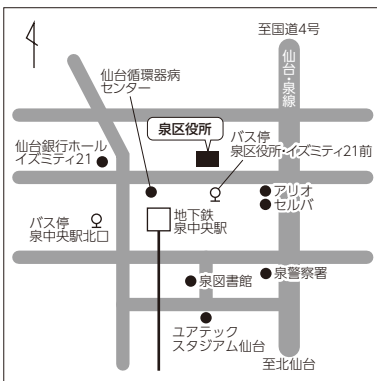 至国道4号
仙台・泉線
仙台循環器病
センター
泉区役所
バス停
泉区役所・イズミティ21前
仙台銀行ホール
イズミティ21
アリオ
セルバ
バス停
泉中央駅北口
地下鉄
泉中央駅
泉図書館
泉警察署
ユアテック
スタジアム仙台
至北仙台